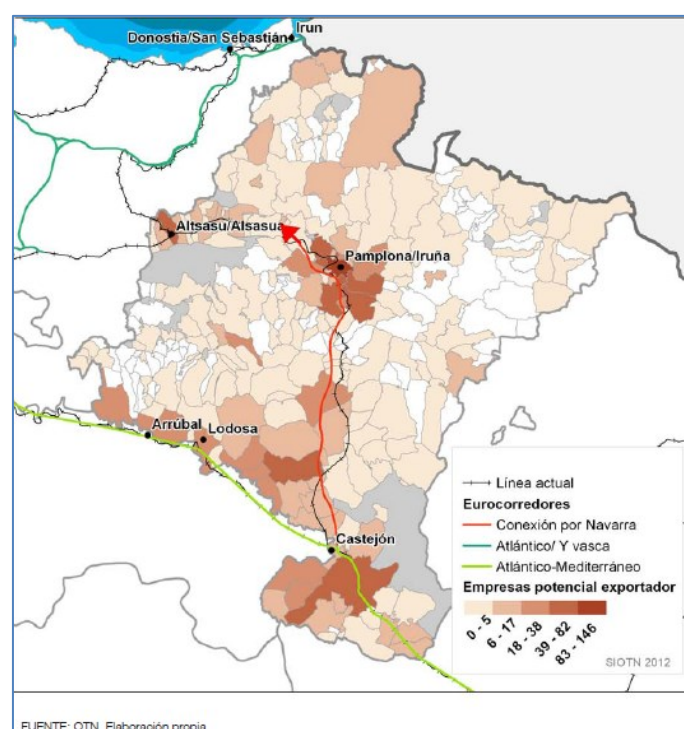 Irun
Donostia/San Sebastián
Altsasu/Alsasua
Pamplona/Iruña
Arrúbal
Lodosa
Castejón
Línea actual
Eurocorredores
Conexión por Navarra
Atlántico/ Y vasca
Atlántico-Mediterráneo
Empresas potencial exportador
0 - 5
6 - 17
18 - 38
39 - 82
83 - 146
SIOTN 2012
FUENTE: OTN. Elaboración propia